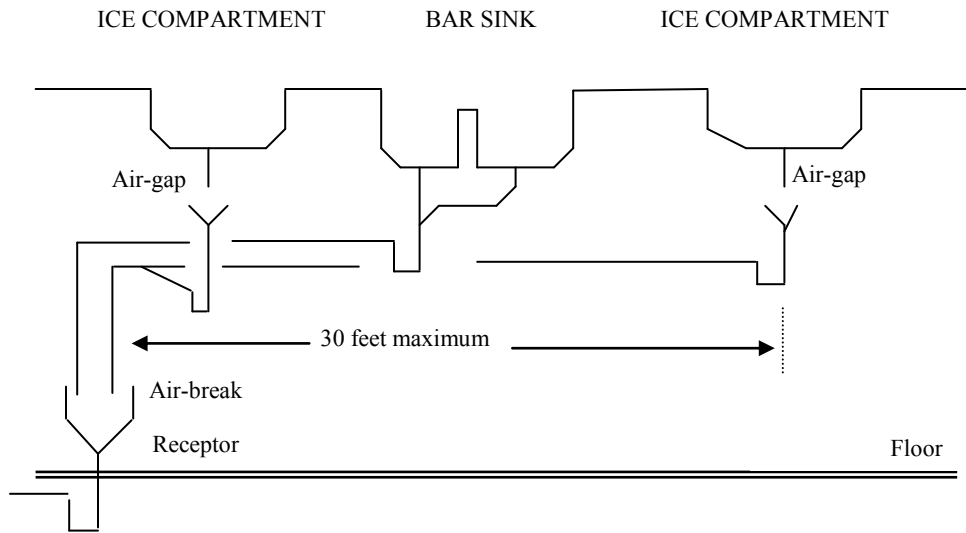 ICE COMPARTMENT BAR SINK ICE COMPARTMENT
Air-gap Air-gap
30 feet maximum
Air-break
Receptor Floor